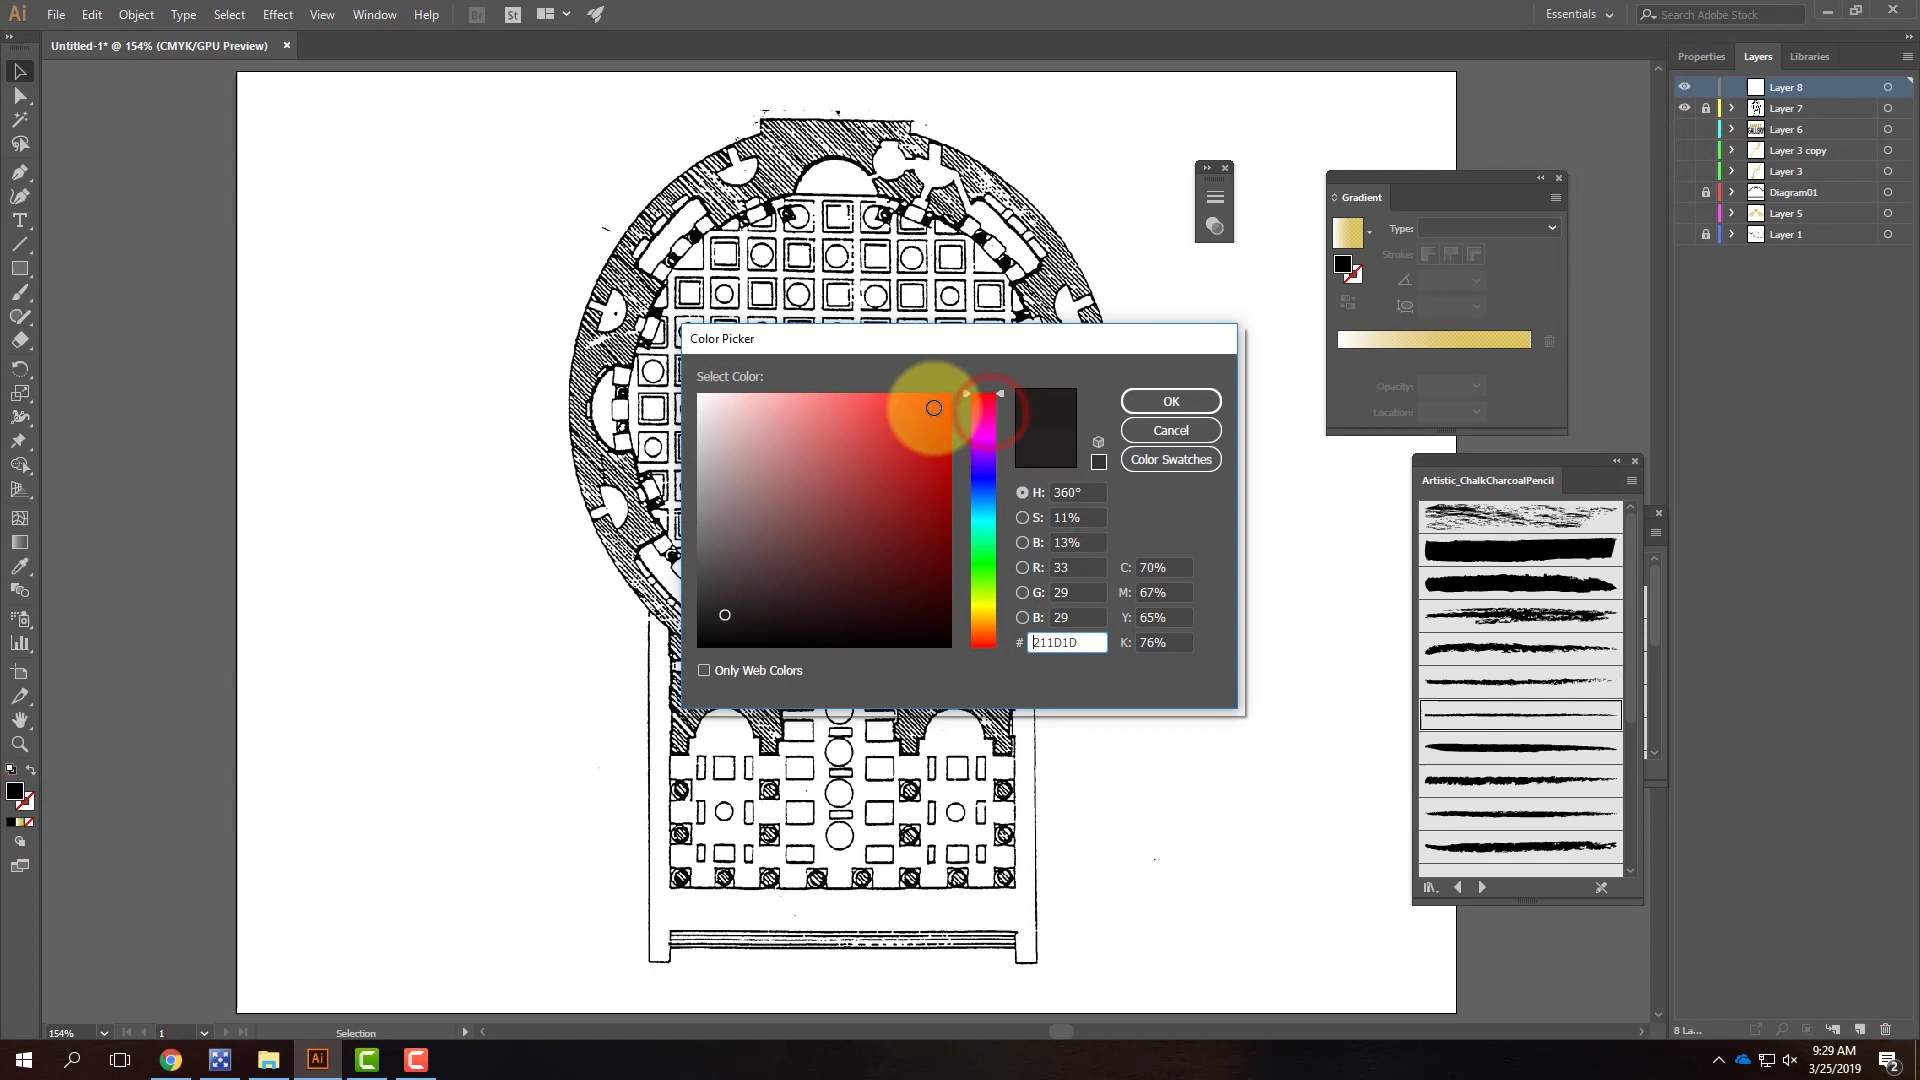 Ai File Edit Object Type Select Effect View Window Help Br St Essentials Search Adobe Stock
Untitled-1* @ 154% (CMYK/GPU Preview) ×
Properties Layers Libraries
Layer 8
Layer 7
Layer 6
Layer 3 copy
Layer 3
Diagram01
Layer 5
Layer 1
Gradient
Type:
Stroke:
Opacity:
Location:
Color Picker
Select Color:
OK
Cancel
Color Swatches
H: 360°
S: 11%
B: 13%
R: 33 C: 70%
G: 29 M: 67%
B: 29 Y: 65%
# 211D1D K: 76%
Only Web Colors
Artistic_ChalkCharcoalPencil
154% 1 Selection
8 La...
Ai
9:29 AM
3/25/2019
2